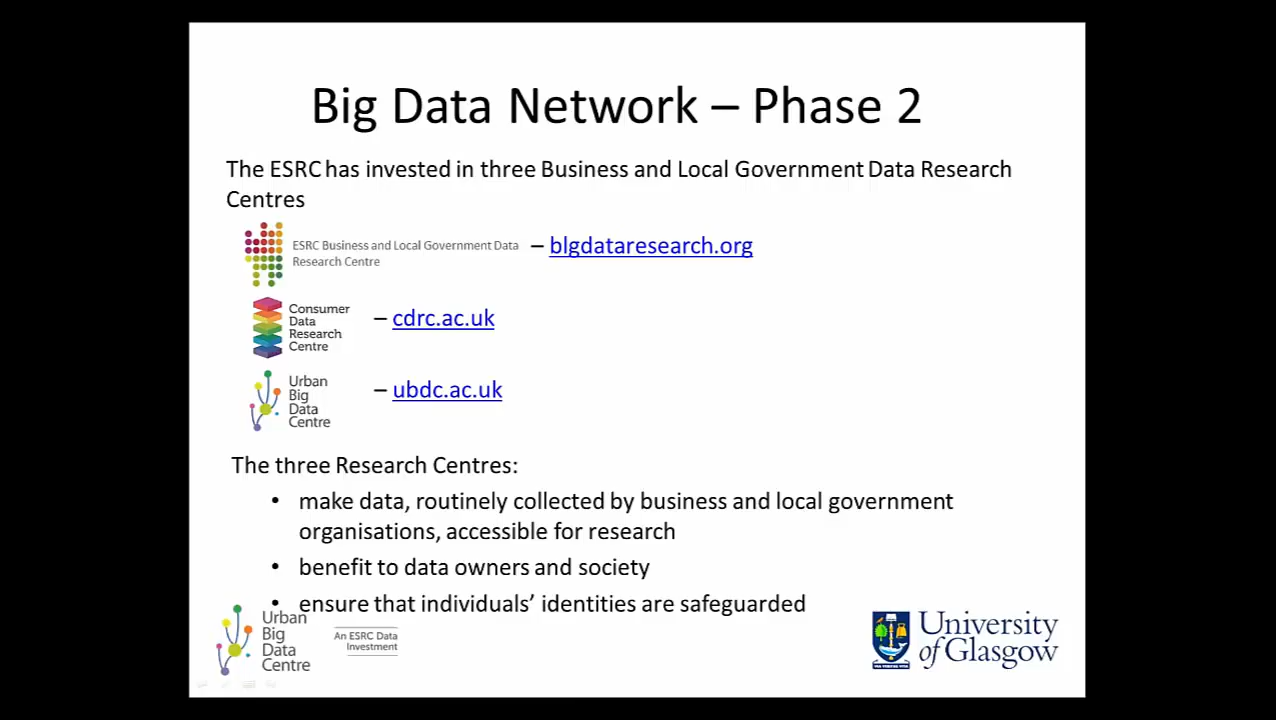 Big Data Network – Phase 2
The ESRC has invested in three Business and Local Government Data Research
Centres
ESRC Business and Local Government Data
Research Centre
– blgdataresearch.org
Consumer
Data
Research
Centre
– cdrc.ac.uk
Urban
Big
Data
Centre
– ubdc.ac.uk
The three Research Centres:
• make data, routinely collected by business and local government
organisations, accessible for research
• benefit to data owners and society
• ensure that individuals’ identities are safeguarded
Urban
Big
Data
Centre
An ESRC Data
Investment
University
of Glasgow